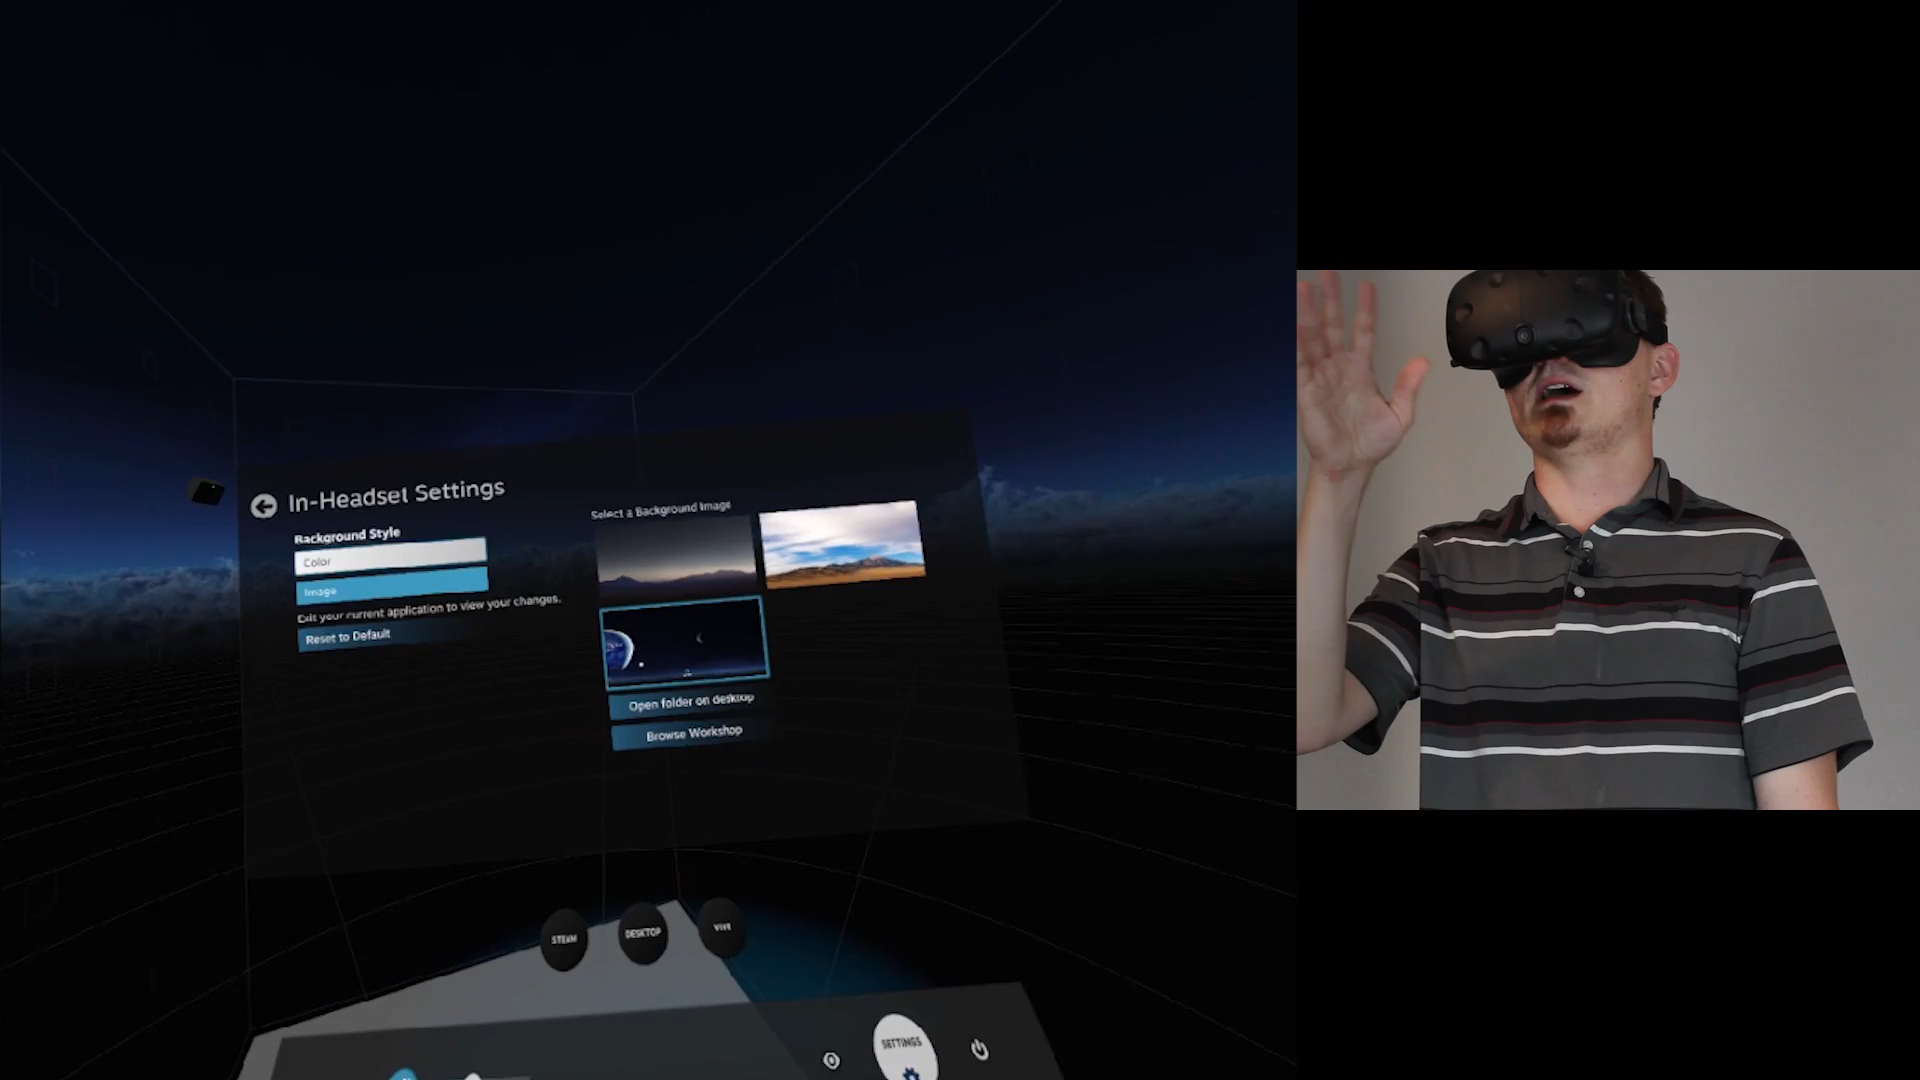 In-Headset Settings
Background Style
Color
Image
Exit your current application to view your changes.
Reset to Default
Select a Background Image
Open folder on desktop
Browse Workshop
STEAM
DESKTOP
VIVE
SETTINGS